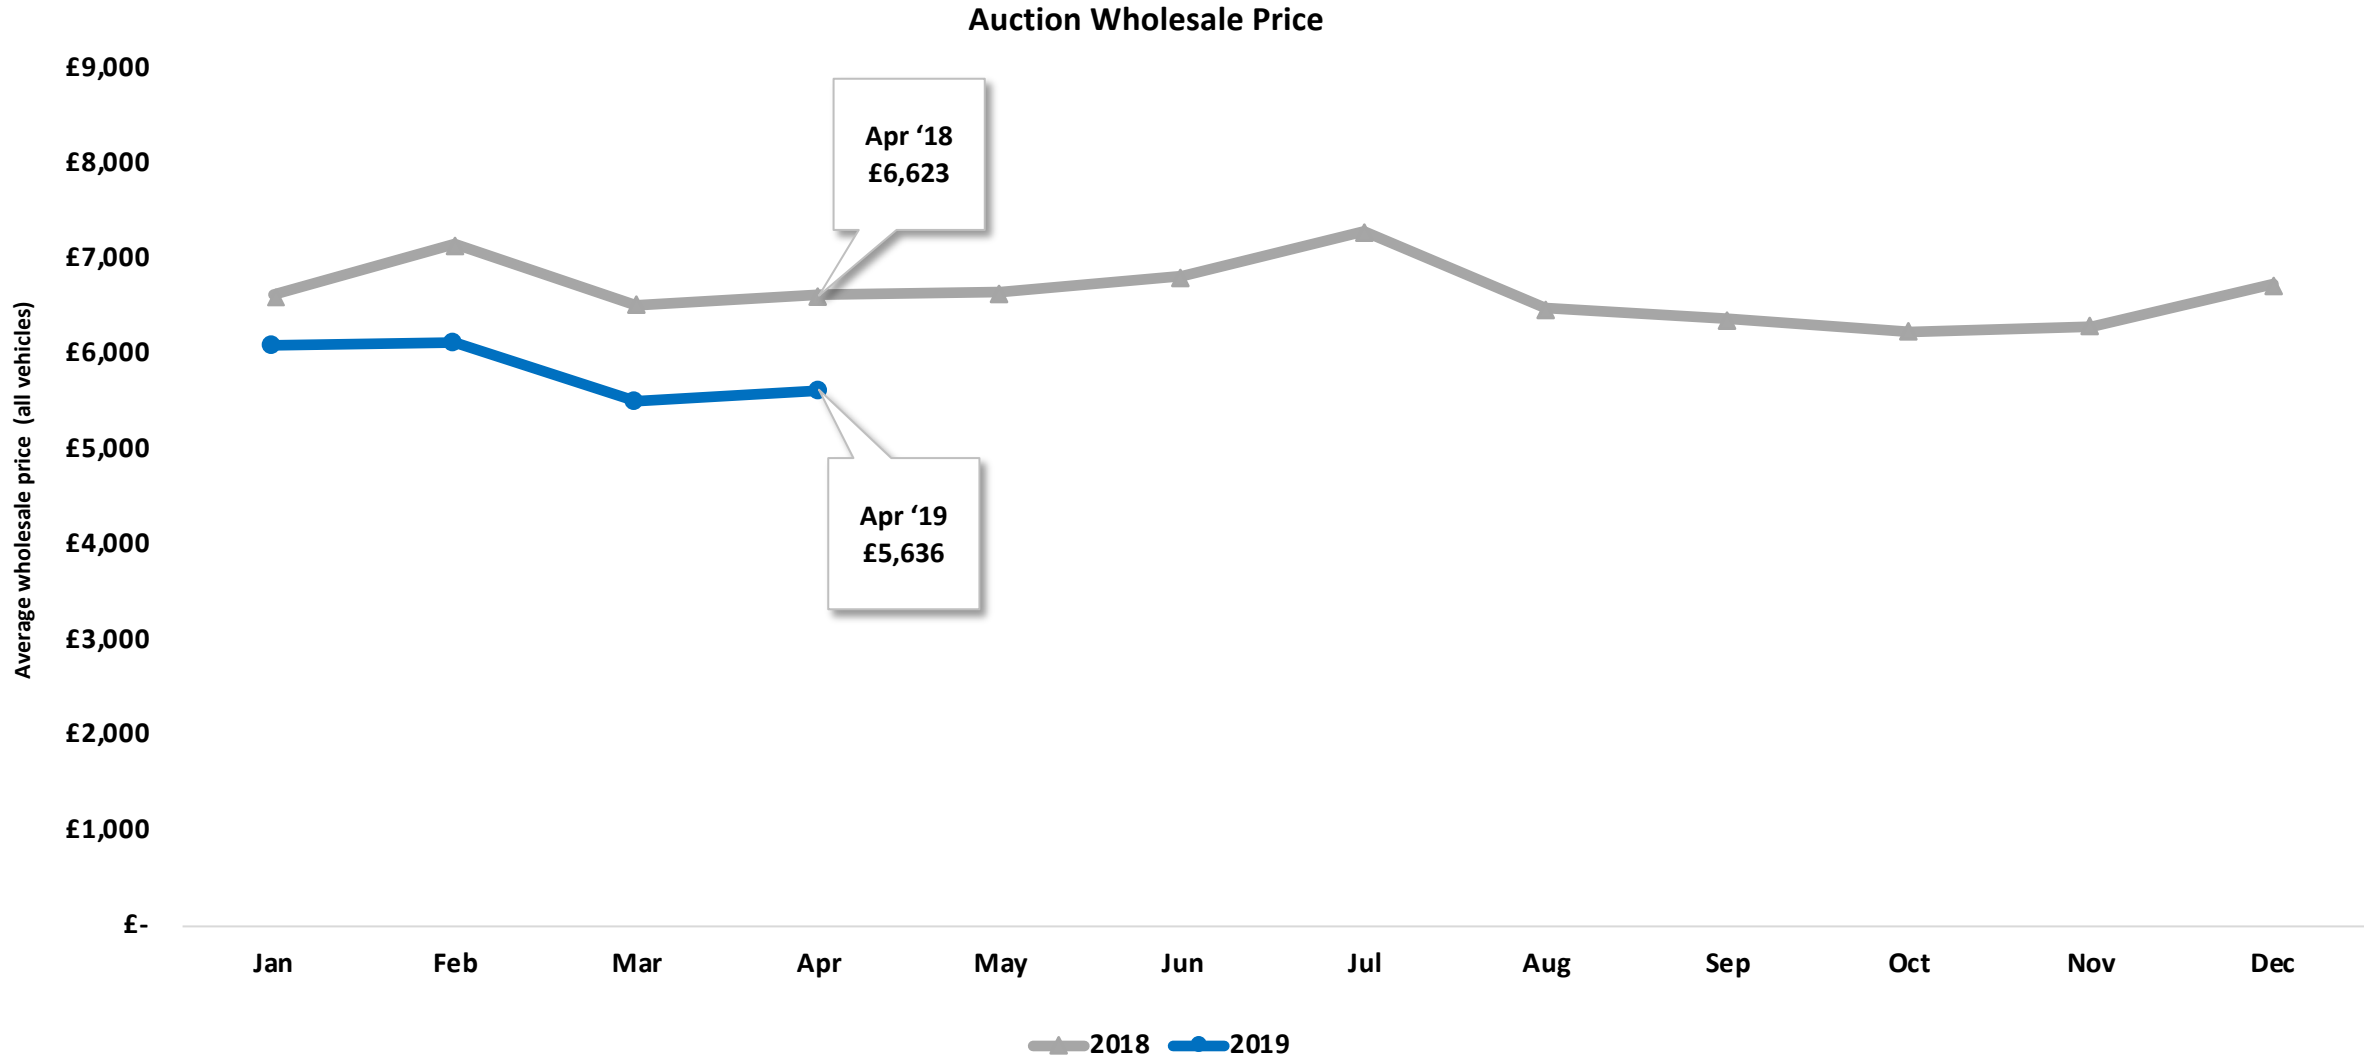 Auction Wholesale Price
Average wholesale price (all vehicles)
£9,000
£8,000
£7,000
£6,000
£5,000
£4,000
£3,000
£2,000
£1,000
£-
Apr ‘18
£6,623
Apr ‘19
£5,636
Jan Feb Mar Apr May Jun Jul Aug Sep Oct Nov Dec
2018 2019